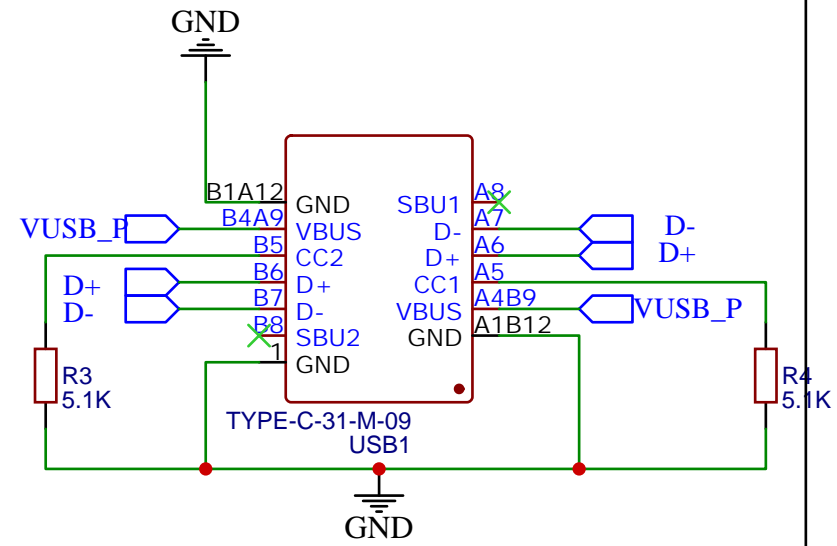 GND
B1A12 GND SBU1 A8
VUSB_P B4A9 VBUS D- A7 D-
B5 CC2 D+ A6 D+
D+ B6 D+ CC1 A5
D- B7 D- VBUS A4B9 VUSB_P
B8 SBU2 GND A1B12
1 GND
R3
5.1K
R4
5.1K
TYPE-C-31-M-09
USB1
GND